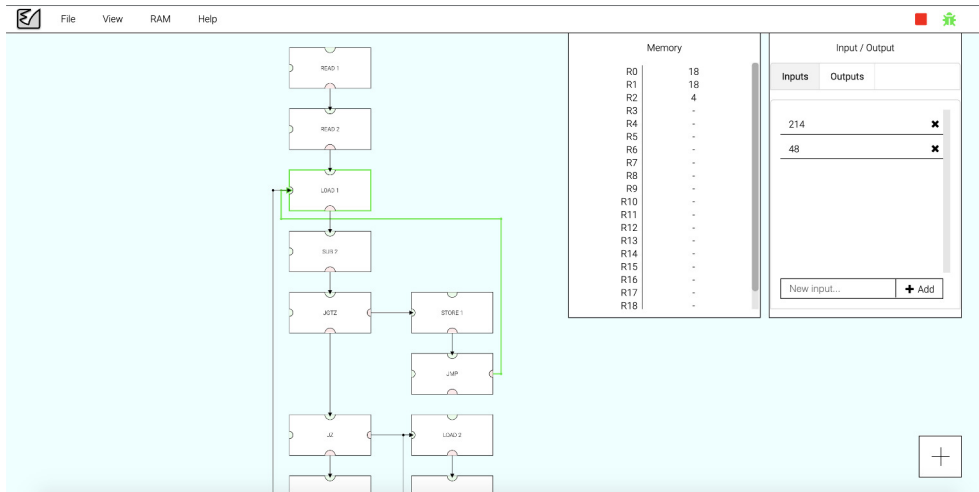 File View RAM Help
READ 1
READ 2
LOAD 1
SUB 2
JGTZ
STORE 1
JMP
JZ
LOAD 2
Memory
R0 18
R1 18
R2 4
R3 -
R4 -
R5 -
R6 -
R7 -
R8 -
R9 -
R10 -
R11 -
R12 -
R13 -
R14 -
R15 -
R16 -
R17 -
R18 -
Input / Output
Inputs Outputs
214
48
New input... Add